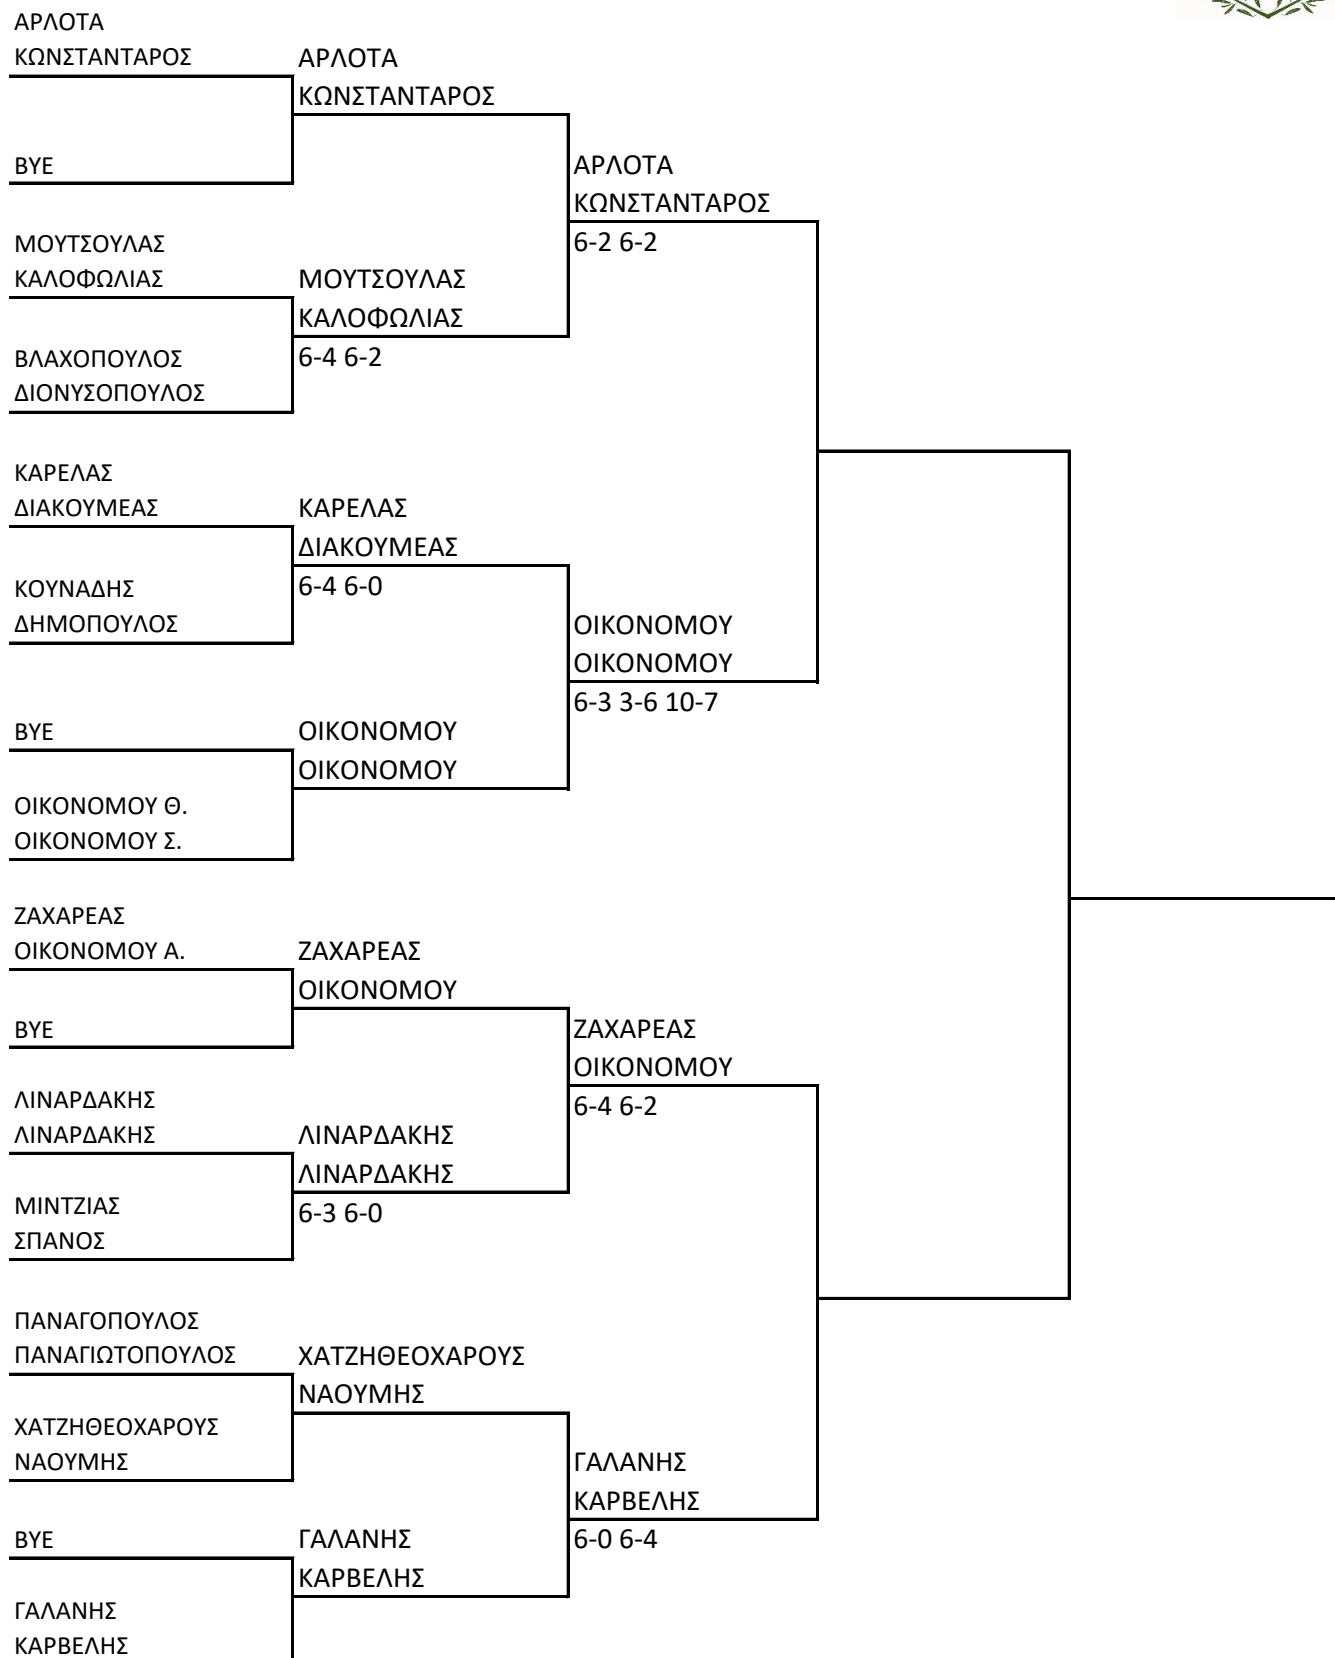 ΑΡΛΟΤΑ
ΚΩΝΣΤΑΝΤΑΡΟΣ
BYE
ΜΟΥΤΣΟΥΛΑΣ
ΚΑΛΟΦΩΛΙΑΣ
ΒΛΑΧΟΠΟΥΛΟΣ
ΔΙΟΝΥΣΟΠΟΥΛΟΣ
ΚΑΡΕΛΑΣ
ΔΙΑΚΟΥΜΕΑΣ
ΚΟΥΝΑΔΗΣ
ΔΗΜΟΠΟΥΛΟΣ
BYE
ΟΙΚΟΝΟΜΟΥ Θ.
ΟΙΚΟΝΟΜΟΥ Σ.
ΖΑΧΑΡΕΑΣ
ΟΙΚΟΝΟΜΟΥ Α.
BYE
ΛΙΝΑΡΔΑΚΗΣ
ΛΙΝΑΡΔΑΚΗΣ
ΜΙΝΤΖΙΑΣ
ΣΠΑΝΟΣ
ΠΑΝΑΓΟΠΟΥΛΟΣ
ΠΑΝΑΓΙΩΤΟΠΟΥΛΟΣ
ΧΑΤΖΗΘΕΟΧΑΡΟΥΣ
ΝΑΟΥΜΗΣ
BYE
ΓΑΛΑΝΗΣ
ΚΑΡΒΕΛΗΣ
ΑΡΛΟΤΑ
ΚΩΝΣΤΑΝΤΑΡΟΣ
ΜΟΥΤΣΟΥΛΑΣ
ΚΑΛΟΦΩΛΙΑΣ
6-4 6-2
ΚΑΡΕΛΑΣ
ΔΙΑΚΟΥΜΕΑΣ
6-4 6-0
ΟΙΚΟΝΟΜΟΥ
ΟΙΚΟΝΟΜΟΥ
ΖΑΧΑΡΕΑΣ
ΟΙΚΟΝΟΜΟΥ
ΛΙΝΑΡΔΑΚΗΣ
ΛΙΝΑΡΔΑΚΗΣ
6-3 6-0
ΧΑΤΖΗΘΕΟΧΑΡΟΥΣ
ΝΑΟΥΜΗΣ
ΓΑΛΑΝΗΣ
ΚΑΡΒΕΛΗΣ
ΑΡΛΟΤΑ
ΚΩΝΣΤΑΝΤΑΡΟΣ
6-2 6-2
ΟΙΚΟΝΟΜΟΥ
ΟΙΚΟΝΟΜΟΥ
6-3 3-6 10-7
ΖΑΧΑΡΕΑΣ
ΟΙΚΟΝΟΜΟΥ
6-4 6-2
ΓΑΛΑΝΗΣ
ΚΑΡΒΕΛΗΣ
6-0 6-4